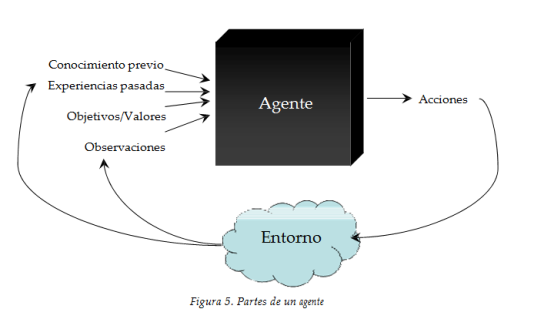 Conocimiento previo
Experiencias pasadas
Objetivos/Valores
Observaciones
Agente
Acciones
Entorno
Figura 5. Partes de un agente